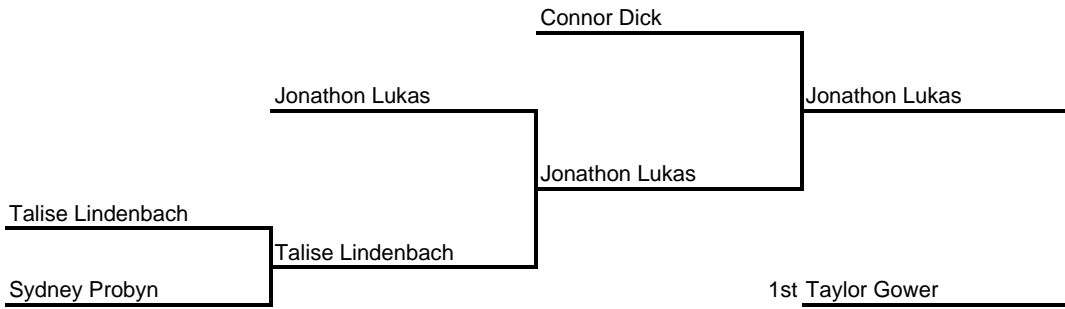 Connor Dick
Jonathon Lukas
Jonathon Lukas
Jonathon Lukas
Talise Lindenbach
Talise Lindenbach
Sydney Probyn
1st Taylor Gower